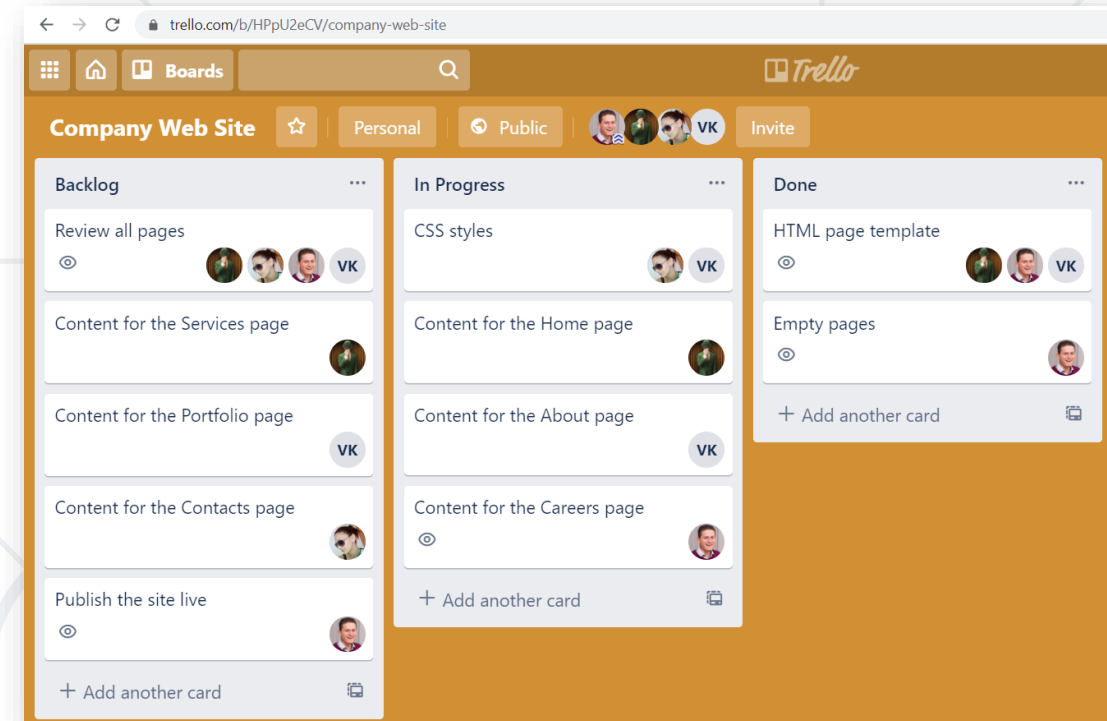 trello.com/b/HPpU2eCV/company-web-site
Boards
Trello
Company Web Site
Personal
Public
VK
Invite
Backlog
Review all pages
VK
Content for the Services page
Content for the Portfolio page
VK
Content for the Contacts page
Publish the site live
+ Add another card
In Progress
CSS styles
VK
Content for the Home page
Content for the About page
VK
Content for the Careers page
+ Add another card
Done
HTML page template
VK
Empty pages
+ Add another card